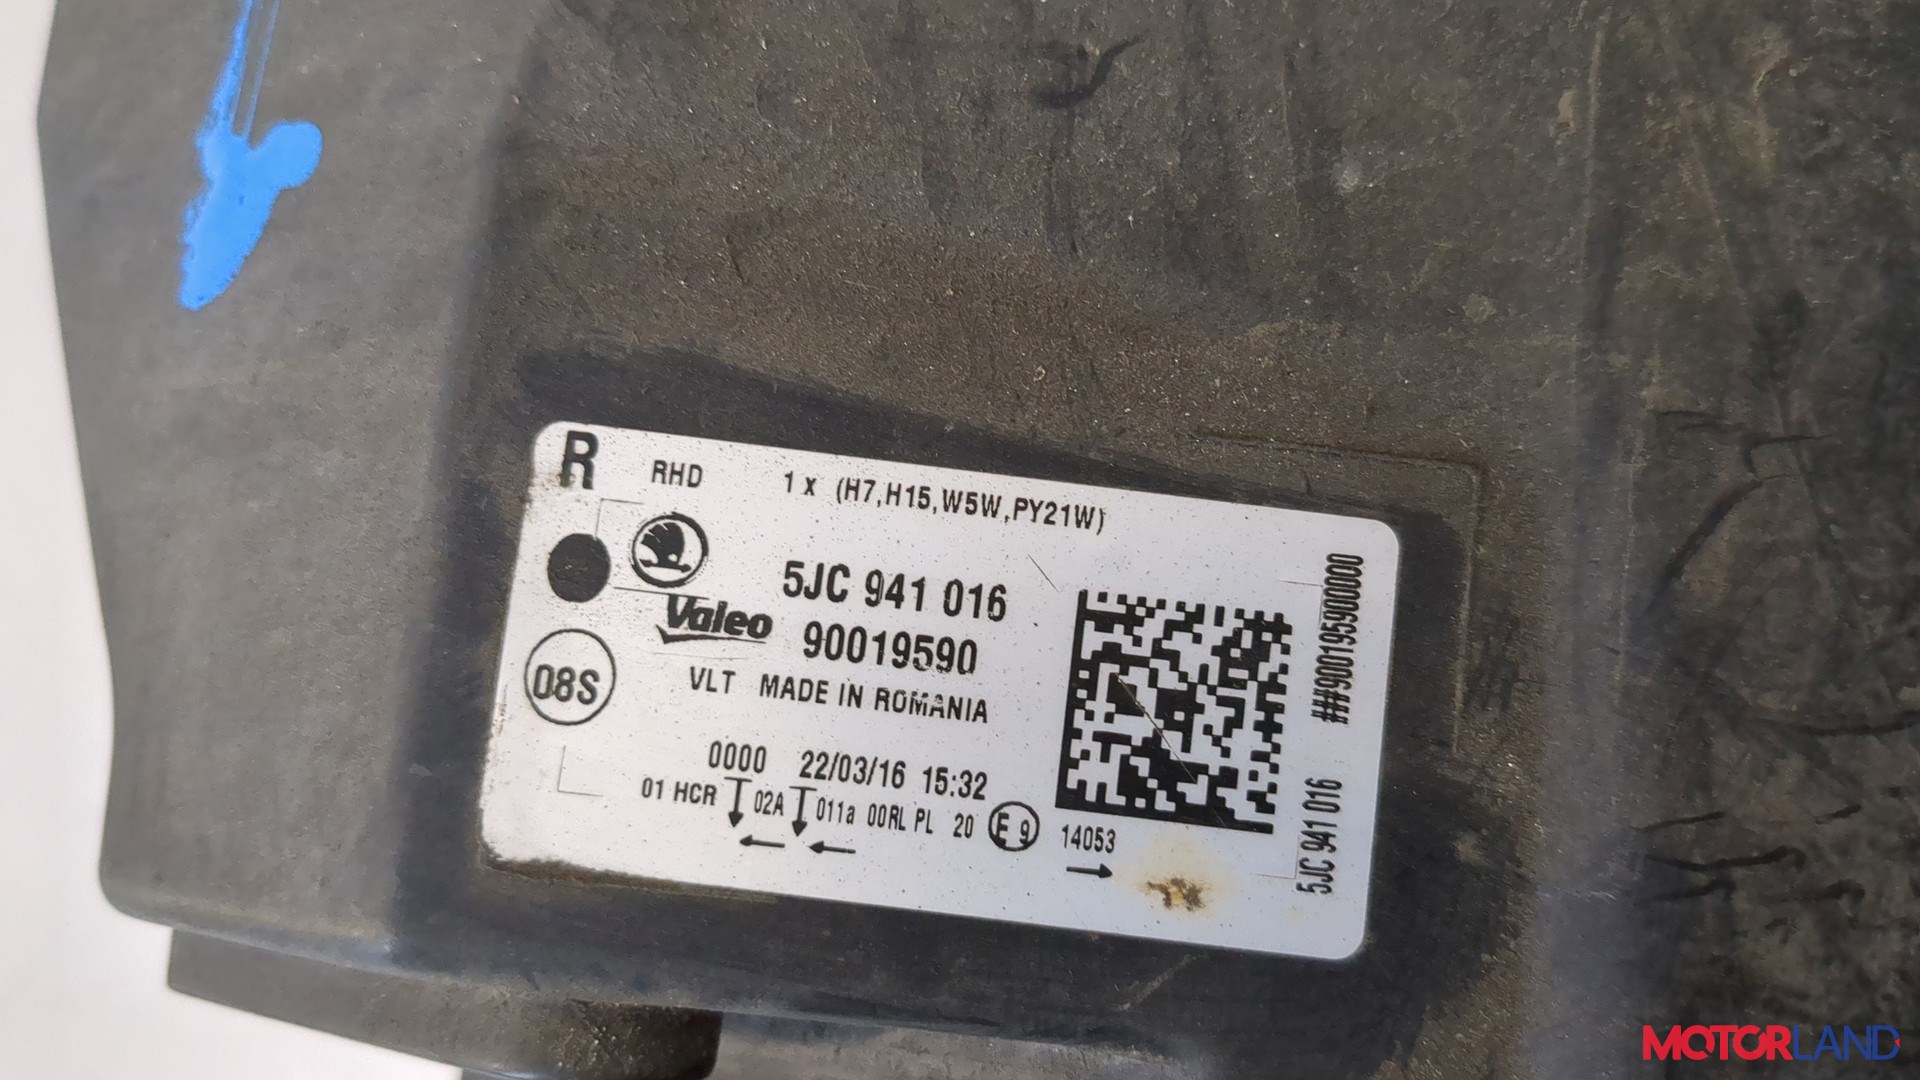 R RHD 1 x (H7,H15,W5W,PY21W)
5JC 941 016
Valeo 90019590
08S VLT MADE IN ROMANIA
0000 22/03/16 15:32
01 HCR 02A 011a 00RL PL 20 E9 14053
##90019590000
5JC 941 016
MOTORLAND